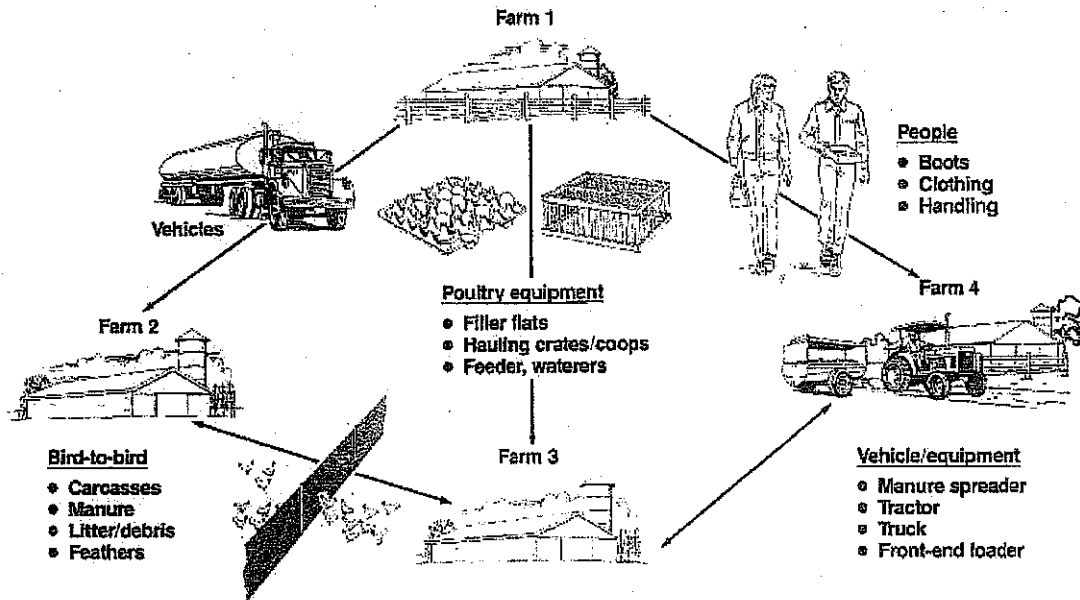 Farm 1
People
• Boots
• Clothing
• Handling
Vehicles
Poultry equipment
• Filler flats
• Hauling crates/coops
• Feeder, waterers
Farm 4
Farm 2
Farm 3
Bird-to-bird
• Carcasses
• Manure
• Litter/debris
• Feathers
Vehicle/equipment
• Manure spreader
• Tractor
• Truck
• Front-end loader